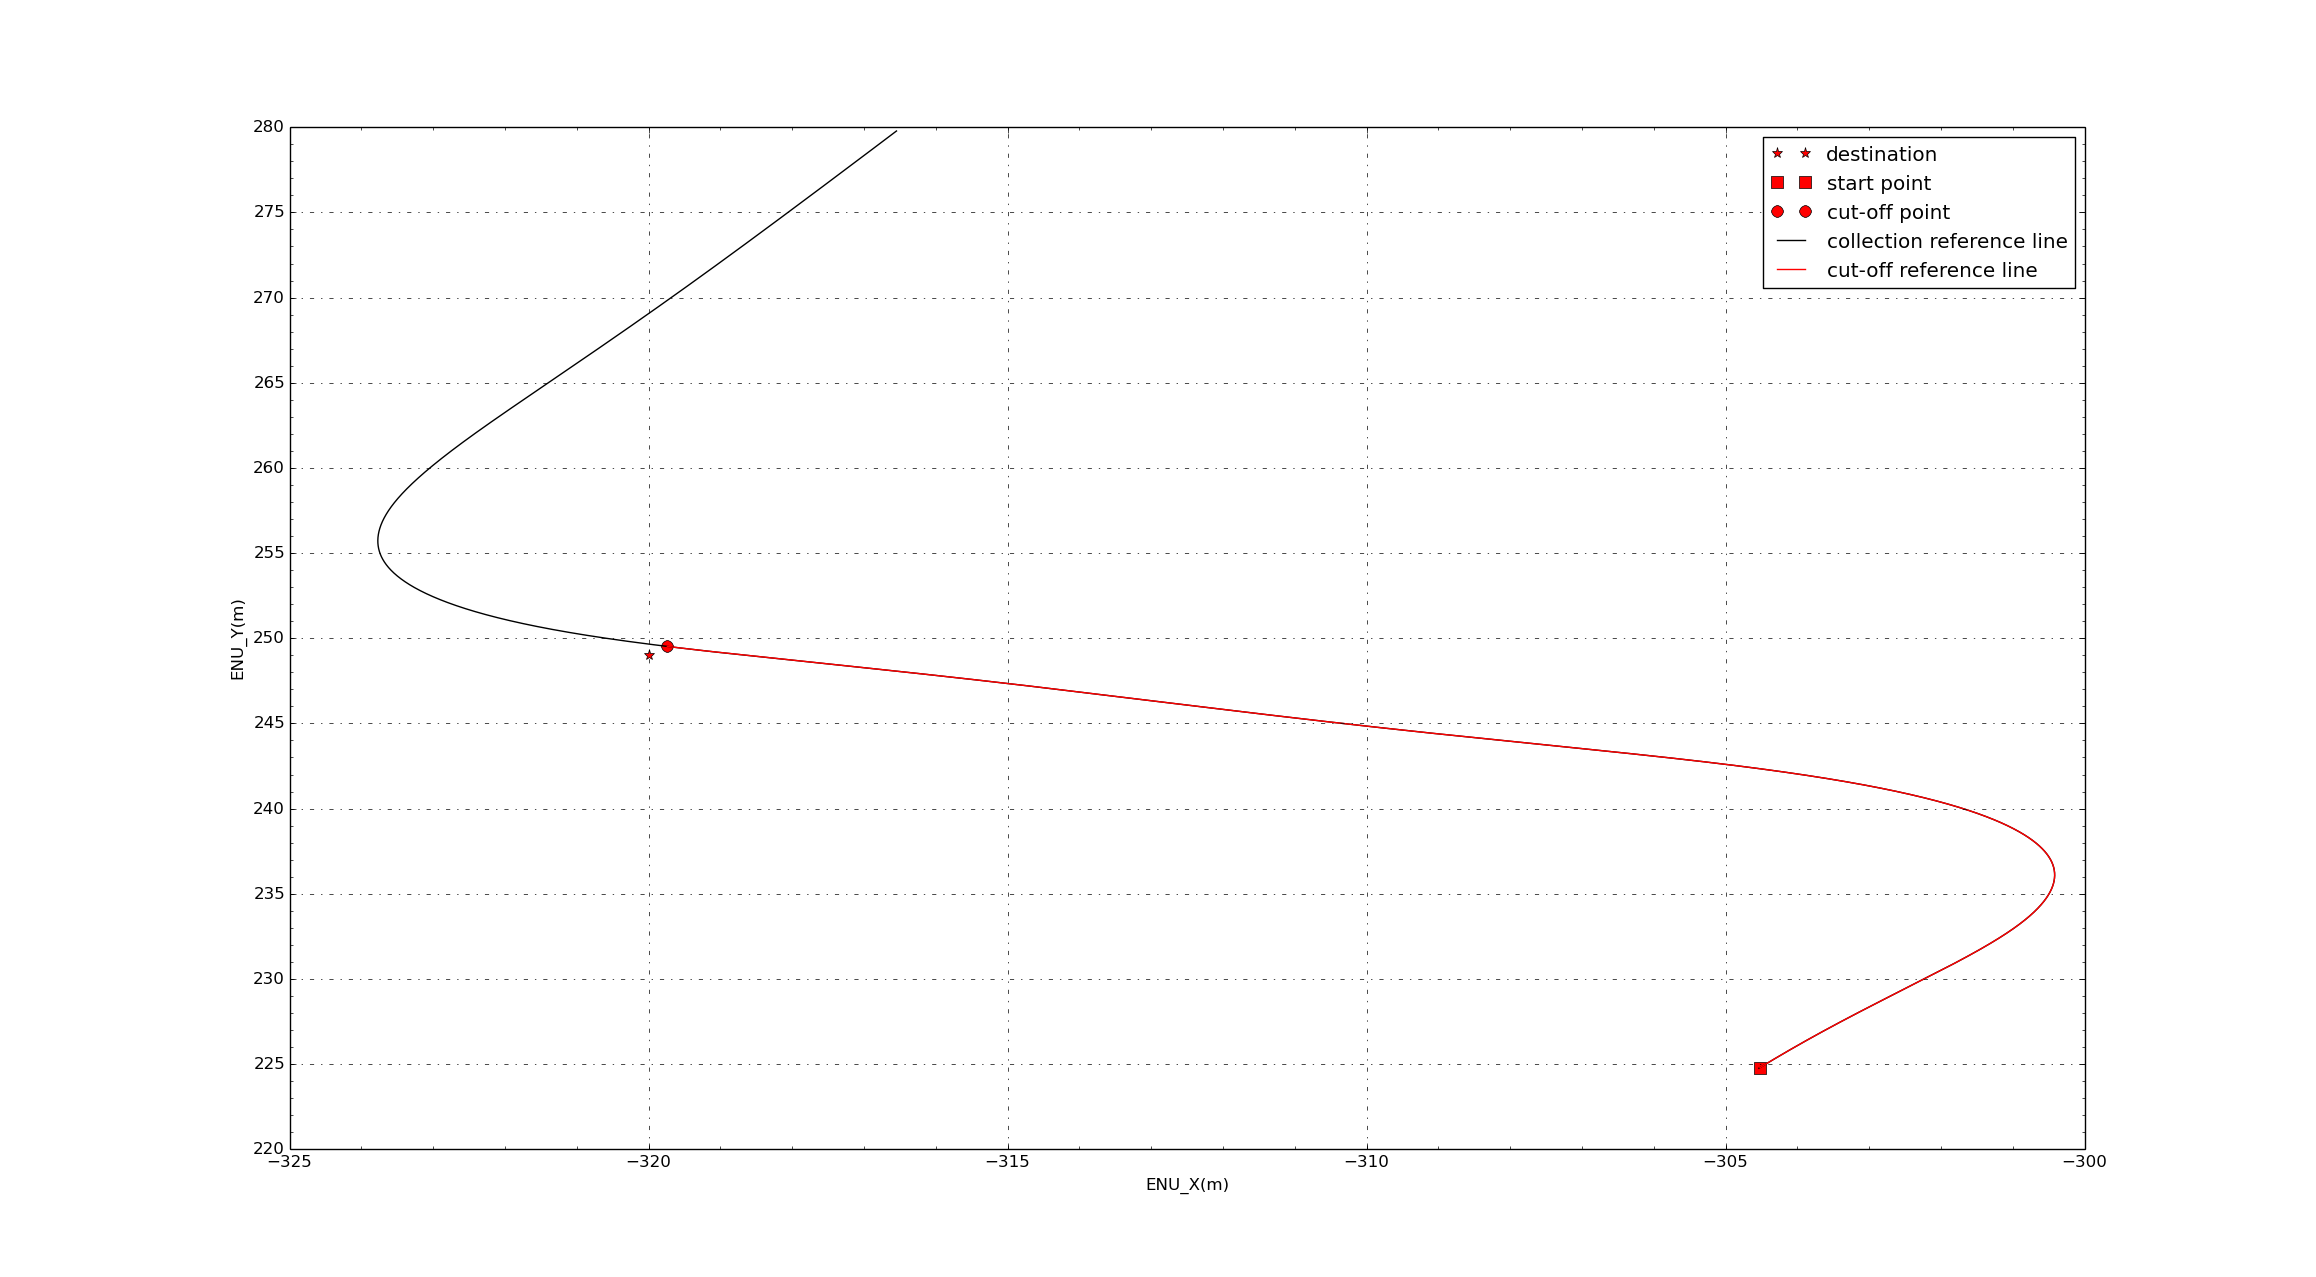 280
275
270
265
260
255
250
245
240
235
230
225
220
ENU_Y(m)
−325
−320
−315
−310
−305
−300
ENU_X(m)
destination
start point
cut-off point
collection reference line
cut-off reference line